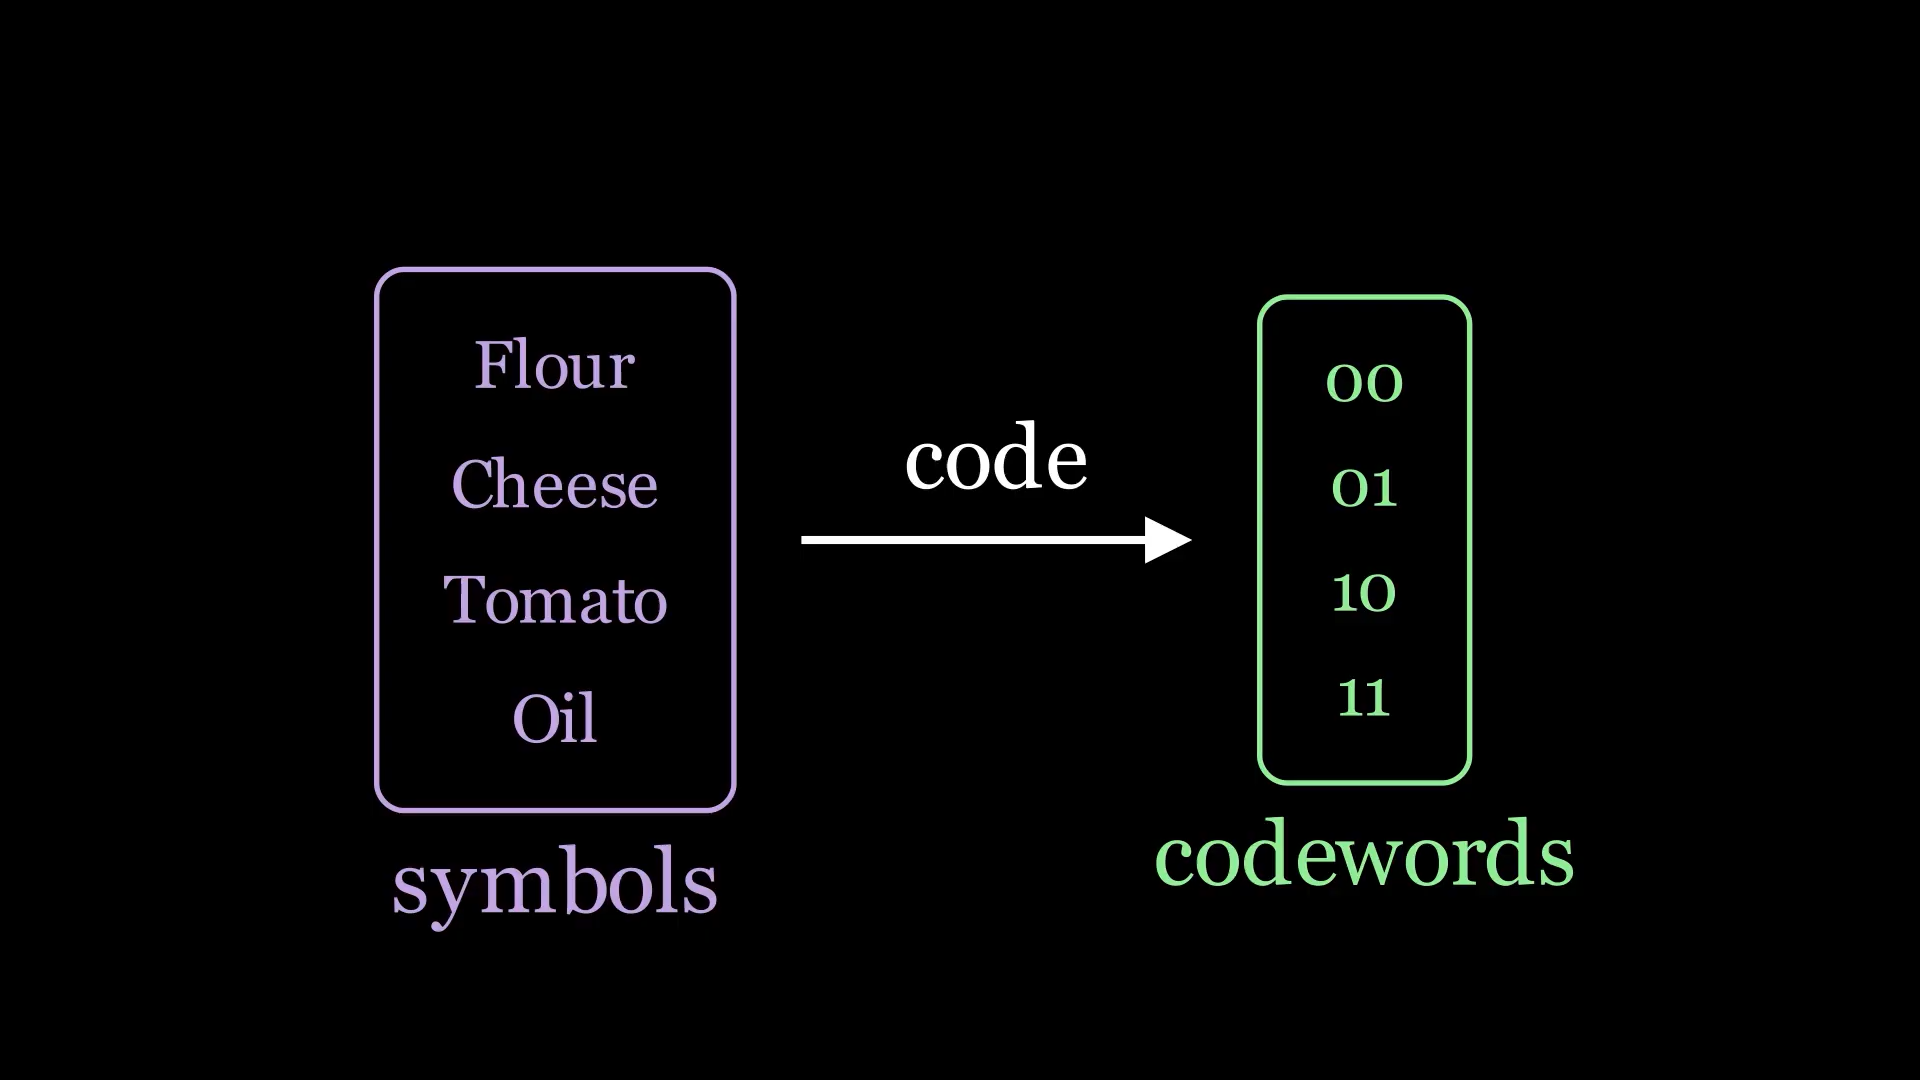 Flour
Cheese
Tomato
Oil
symbols
code
00
01
10
11
codewords